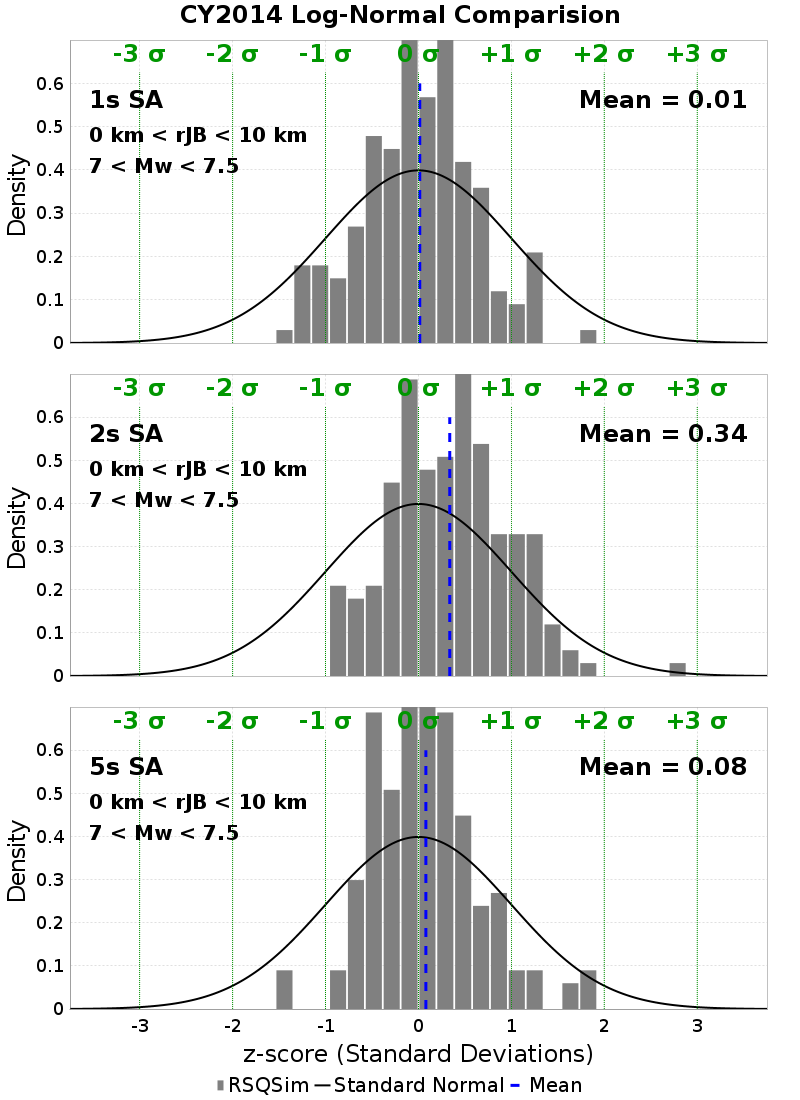 CY2014 Log-Normal Comparision
-3 σ -2 σ -1 σ 0 σ +1 σ +2 σ +3 σ
0.6
1s SA Mean = 0.01
0.5
0 km < rJB < 10 km
7 < Mw < 7.5
0.4
0.3
0.2
0.1
0
Density
-3 σ -2 σ -1 σ 0 σ +1 σ +2 σ +3 σ
0.6
2s SA Mean = 0.34
0.5
0 km < rJB < 10 km
7 < Mw < 7.5
0.4
0.3
0.2
0.1
0
Density
-3 σ -2 σ -1 σ 0 σ +1 σ +2 σ +3 σ
0.6
5s SA Mean = 0.08
0.5
0 km < rJB < 10 km
7 < Mw < 7.5
0.4
0.3
0.2
0.1
0
Density
-3 -2 -1 0 1 2 3
z-score (Standard Deviations)
RSQSim Standard Normal Mean